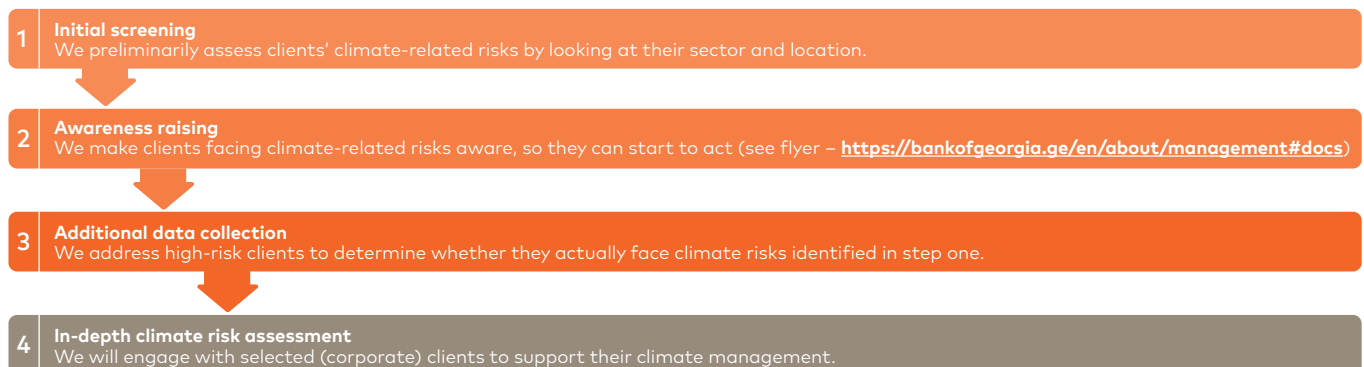 1
Initial screening
We preliminarily assess clients’ climate-related risks by looking at their sector and location.
2
Awareness raising
We make clients facing climate-related risks aware, so they can start to act (see flyer – https://bankofgeorgia.ge/en/about/management#docs)
3
Additional data collection
We address high-risk clients to determine whether they actually face climate risks identified in step one.
4
In-depth climate risk assessment
We will engage with selected (corporate) clients to support their climate management.